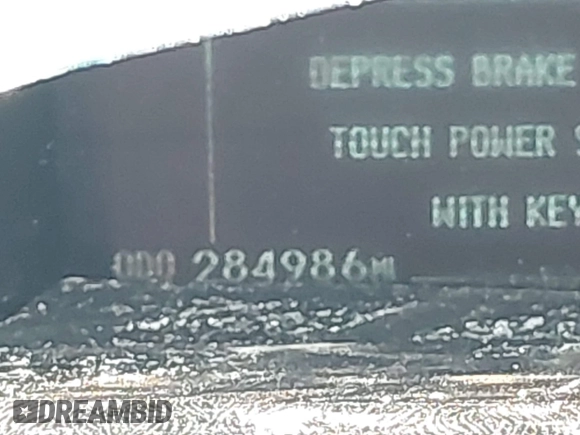 DEPRESS BRAKE
TOUCH POWER S
WITH KEY
ODO 284986MI
DREAMBID